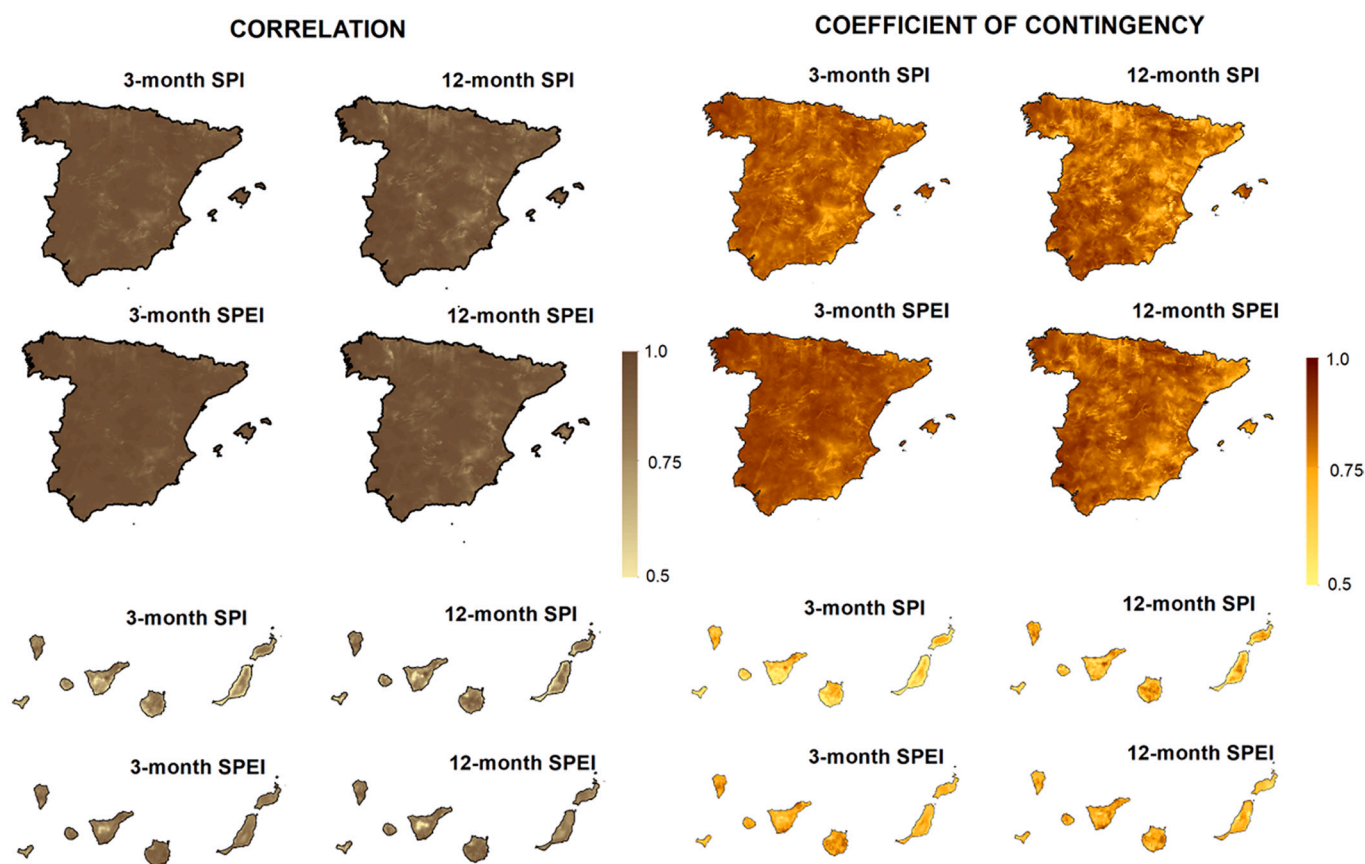 CORRELATION
COEFFICIENT OF CONTINGENCY
3-month SPI
12-month SPI
3-month SPI
12-month SPI
3-month SPEI
12-month SPEI
3-month SPEI
12-month SPEI
1.0
0.75
0.5
1.0
0.75
0.5
3-month SPI
12-month SPI
3-month SPI
12-month SPI
3-month SPEI
12-month SPEI
3-month SPEI
12-month SPEI